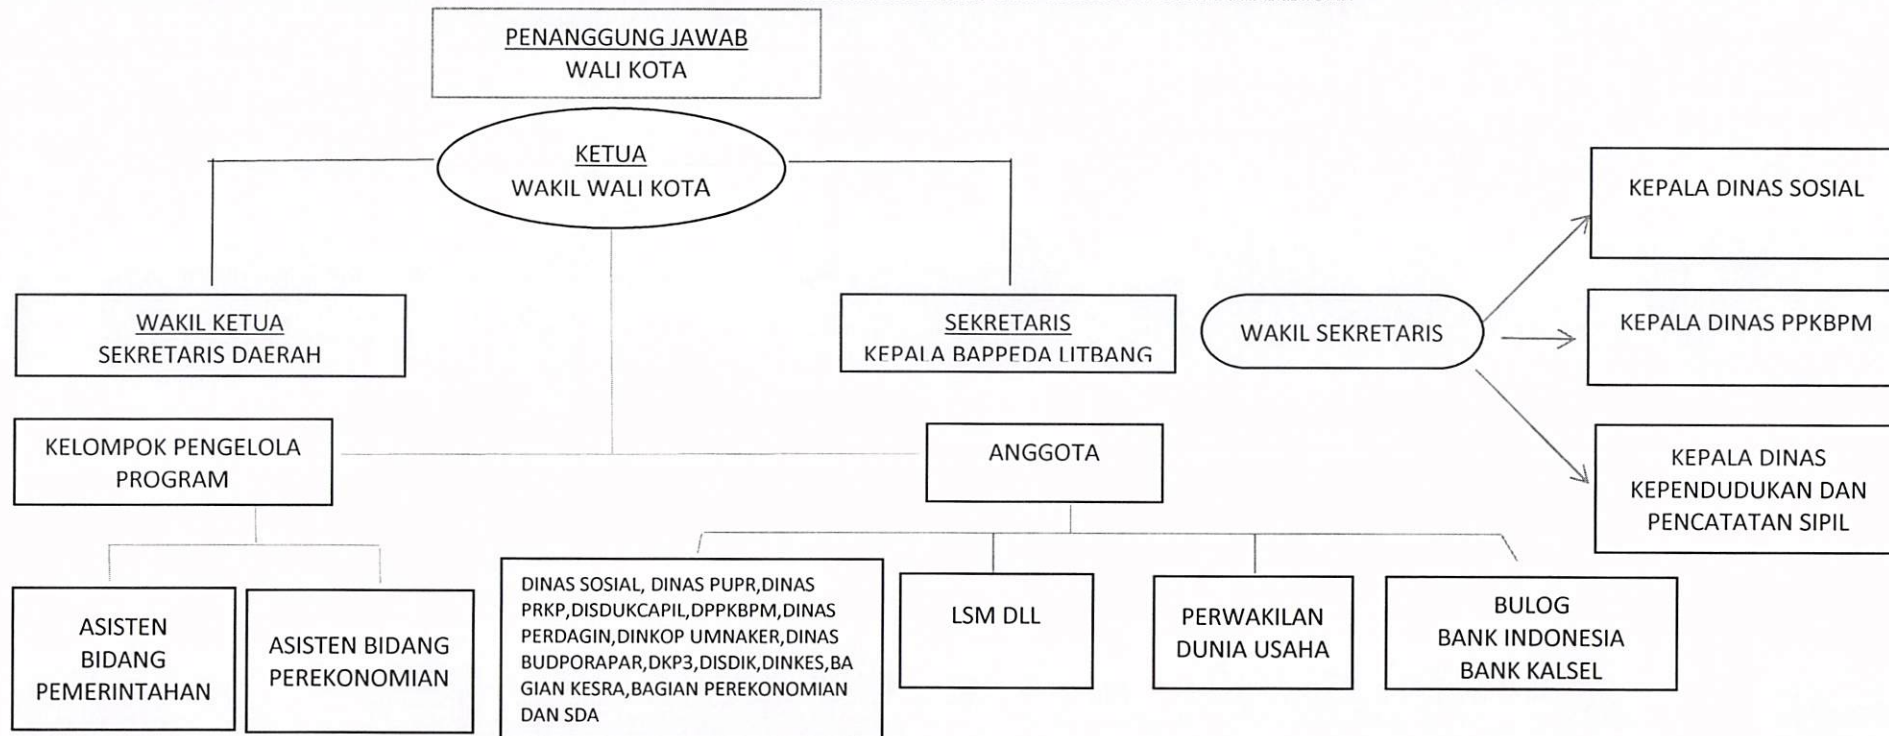 PENANGGUNG JAWAB
WALI KOTA
KETUA
WAKIL WALI KOTA
WAKIL KETUA
SEKRETARIS DAERAH
SEKRETARIS
KEPALA BAPPEDA LITBANG
WAKIL SEKRETARIS
KEPALA DINAS SOSIAL
KEPALA DINAS PPKBPM
KEPALA DINAS
KEPENDUDUKAN DAN
PENCATATAN SIPIL
KELOMPOK PENGELOLA
PROGRAM
ANGGOTA
ASISTEN
BIDANG
PEMERINTAHAN
ASISTEN BIDANG
PEREKONOMIAN
DINAS SOSIAL, DINAS PUPR,DINAS
PRKP,DISDUKCAPIL,DPPKBPM,DINAS
PERDAGIN,DINKOP UMNAKER,DINAS
BUDPORAPAR,DKP3,DISDIK,DINKES,BA
GIAN KESRA,BAGIAN PEREKONOMIAN
DAN SDA
LSM DLL
PERWAKILAN
DUNIA USAHA
BULOG
BANK INDONESIA
BANK KALSEL